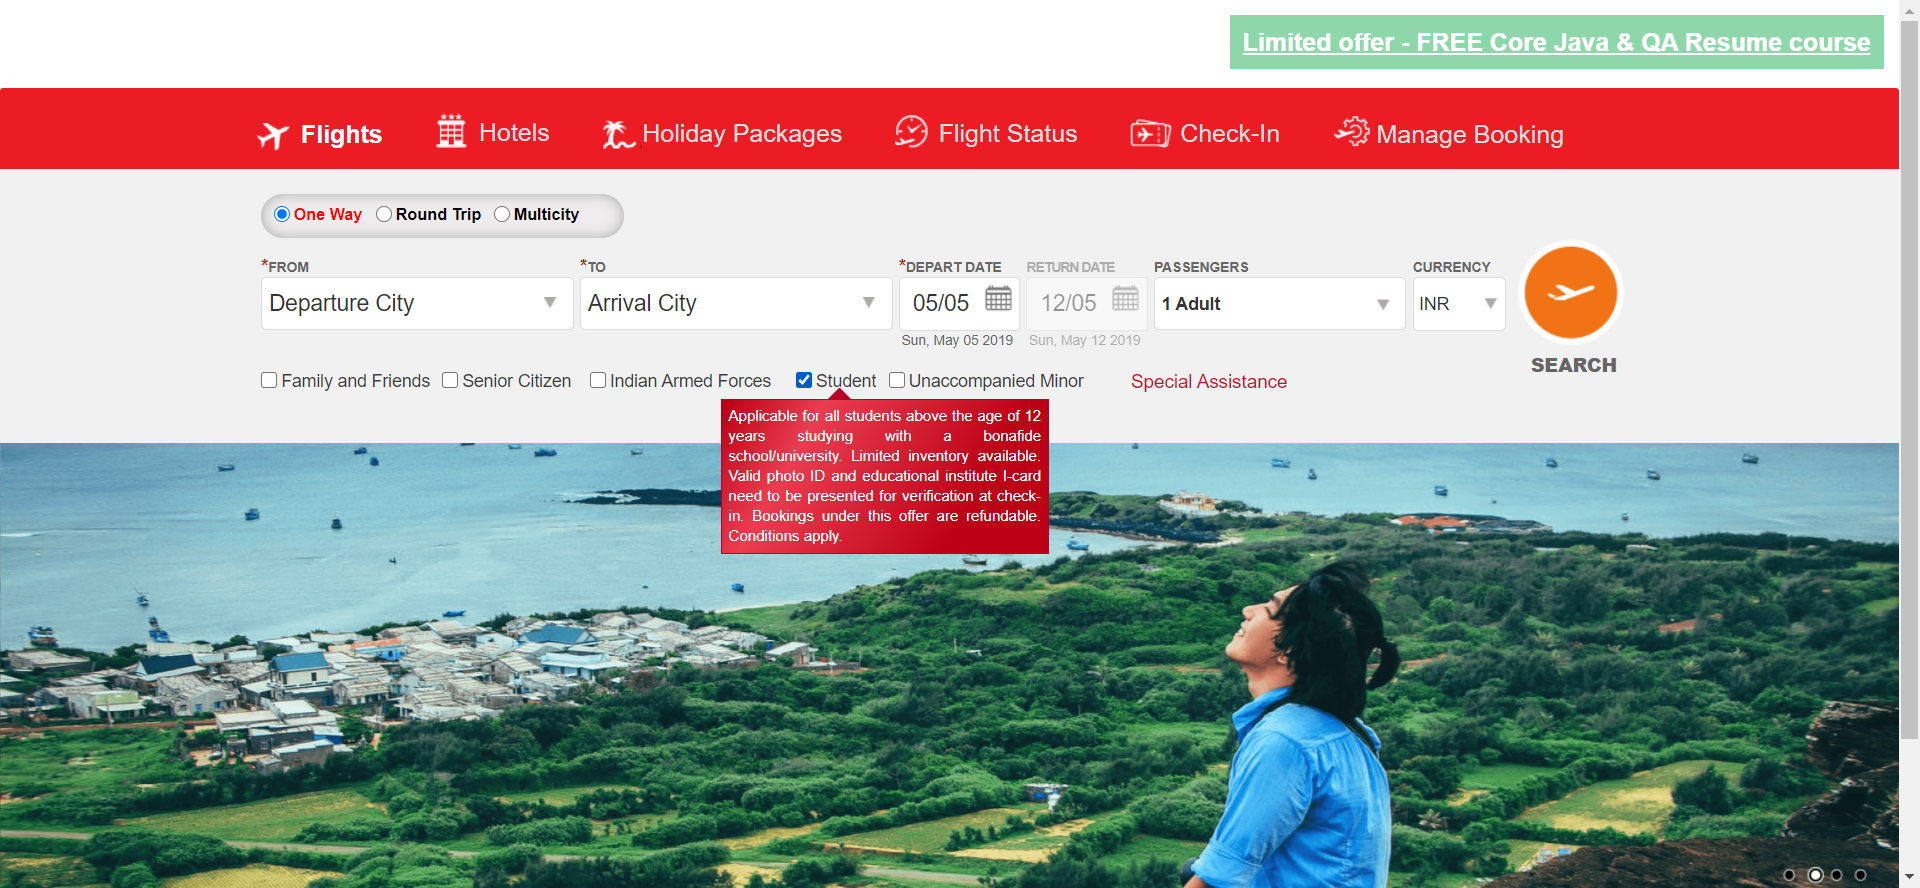 Limited offer - FREE Core Java & QA Resume course
Flights
Hotels
Holiday Packages
Flight Status
Check-In
Manage Booking
One Way
Round Trip
Multicity
*FROM
*TO
*DEPART DATE
RETURN DATE
PASSENGERS
CURRENCY
Departure City
Arrival City
05/05
12/05
1 Adult
INR
Sun, May 05 2019
Sun, May 12 2019
SEARCH
Family and Friends
Senior Citizen
Indian Armed Forces
Student
Unaccompanied Minor
Special Assistance
Applicable for all students above the age of 12
years studying with a bonafide
school/university. Limited inventory available.
Valid photo ID and educational institute I-card
need to be presented for verification at check-
in. Bookings under this offer are refundable.
Conditions apply.